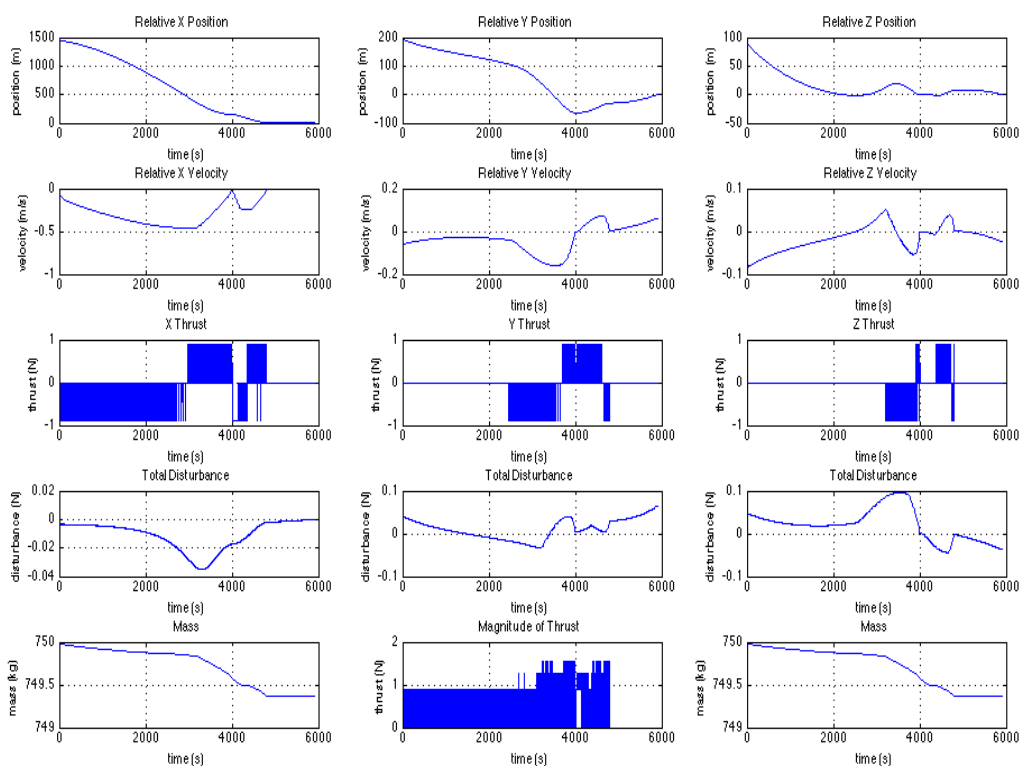 Relative X Position
Relative Y Position
Relative Z Position
position (m)
1500
1000
500
0
0 2000 4000 6000
time (s)
position (m)
200
100
0
-100
0 2000 4000 6000
time (s)
position (m)
100
50
0
-50
0 2000 4000 6000
time (s)
Relative X Velocity
Relative Y Velocity
Relative Z Velocity
velocity (m/s)
0
-0.5
-1
0 2000 4000 6000
time (s)
velocity (m/s)
0.2
0
-0.2
0 2000 4000 6000
time (s)
velocity (m/s)
0.1
0
-0.1
0 2000 4000 6000
time (s)
X Thrust
Y Thrust
Z Thrust
thrust (N)
1
0
-1
0 2000 4000 6000
time (s)
thrust (N)
1
0
-1
0 2000 4000 6000
time (s)
thrust (N)
1
0
-1
0 2000 4000 6000
time (s)
Total Disturbance
Total Disturbance
Total Disturbance
disturbance (N)
0.02
0
-0.02
-0.04
0 2000 4000 6000
time (s)
disturbance (N)
0.1
0
-0.1
0 2000 4000 6000
time (s)
disturbance (N)
0.1
0
-0.1
0 2000 4000 6000
time (s)
Mass
Magnitude of Thrust
Mass
mass (kg)
750
749.5
749
0 2000 4000 6000
time (s)
thrust (N)
2
1
0
0 2000 4000 6000
time (s)
mass (kg)
750
749.5
749
0 2000 4000 6000
time (s)